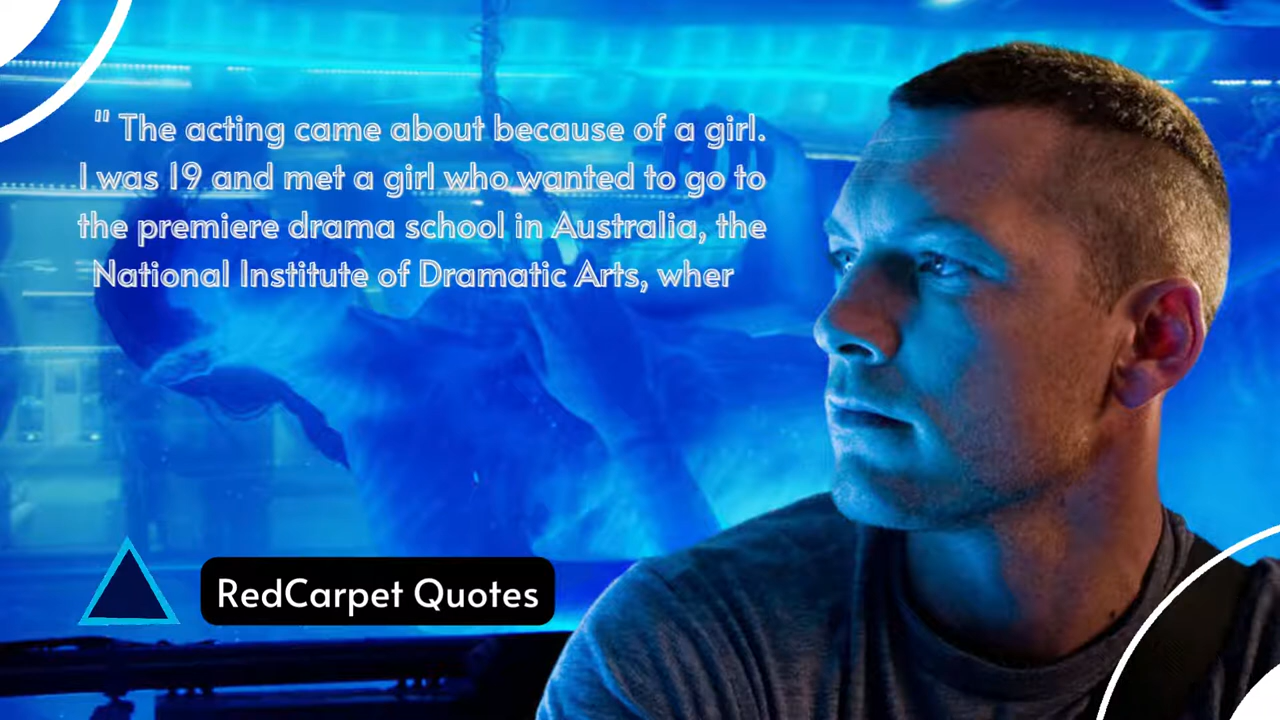 " The acting came about because of a girl.
I was 19 and met a girl who wanted to go to
the premiere drama school in Australia, the
National Institute of Dramatic Arts, wher
RedCarpet Quotes